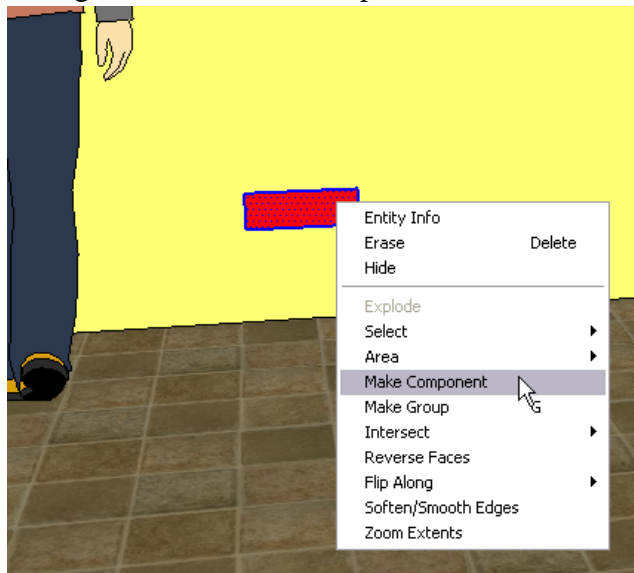 Entity Info
Erase Delete
Hide
Explode
Select
Area
Make Component
Make Group G
Intersect
Reverse Faces
Flip Along
Soften/Smooth Edges
Zoom Extents